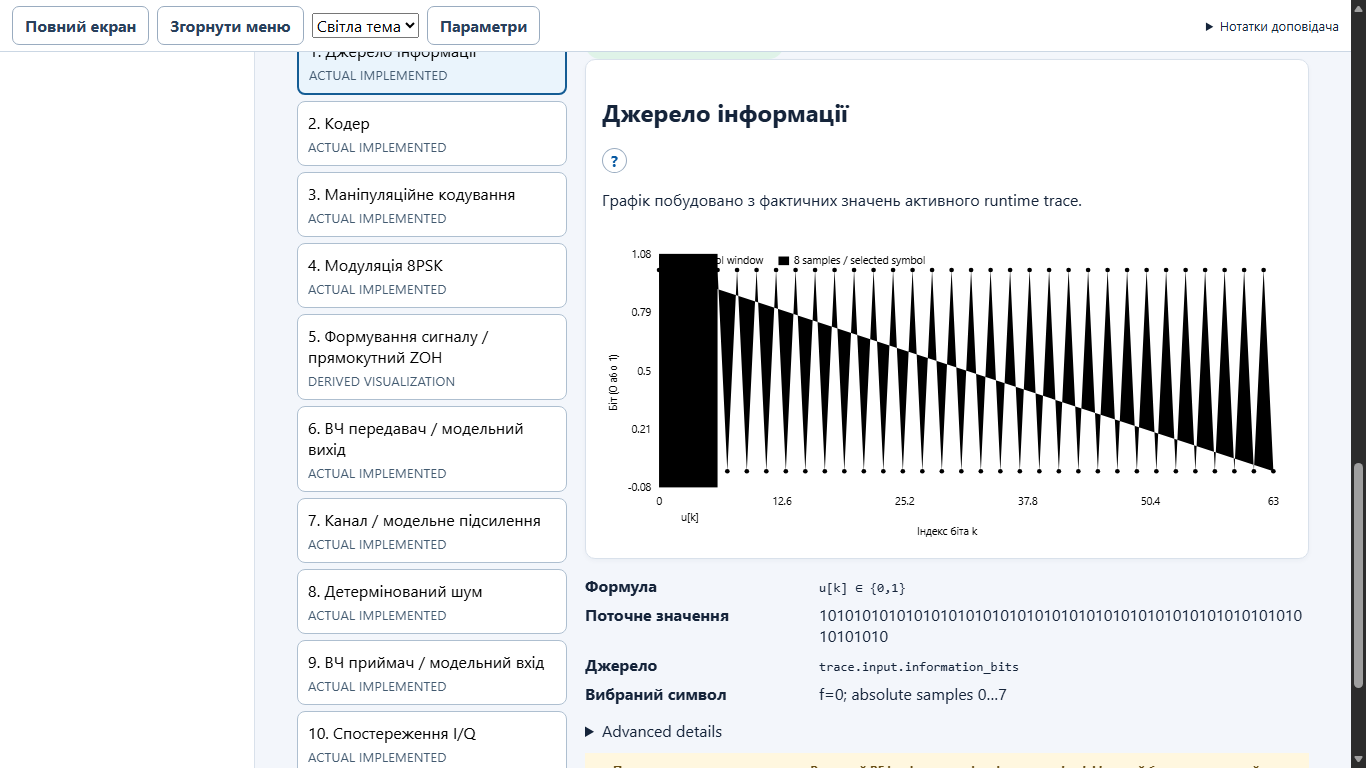 Повний екран
Згорнути меню
Світла тема
Параметри
Нотатки доповідача
1. Джерело інформації
ACTUAL IMPLEMENTED
2. Кодер
ACTUAL IMPLEMENTED
3. Маніпуляційне кодування
ACTUAL IMPLEMENTED
4. Модуляція 8PSK
ACTUAL IMPLEMENTED
5. Формування сигналу /
прямокутний ZOH
DERIVED VISUALIZATION
6. ВЧ передавач / модельний
вихід
ACTUAL IMPLEMENTED
7. Канал / модельне підсилення
ACTUAL IMPLEMENTED
8. Детермінований шум
ACTUAL IMPLEMENTED
9. ВЧ приймач / модельний вхід
ACTUAL IMPLEMENTED
10. Спостереження I/Q
ACTUAL IMPLEMENTED
Джерело інформації
?
Графік побудовано з фактичних значень активного runtime trace.
window
8 samples / selected symbol
1.08
0.79
0.5
0.21
-0.08
Біт (0 або 1)
0
12.6
25.2
37.8
50.4
63
u[k]
Індекс біта k
Формула
u[k] ∈ {0,1}
Поточне значення
10101010101010101010101010101010101010101010101010101010
10101010
Джерело
trace.input.information_bits
Вибраний символ
f=0; absolute samples 0…7
Advanced details